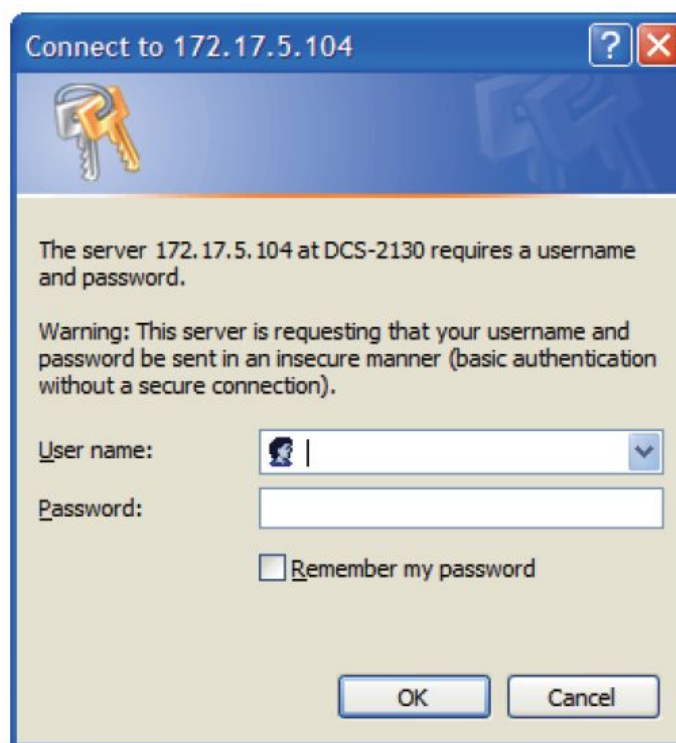 Connect to 172.17.5.104
The server 172.17.5.104 at DCS-2130 requires a username
and password.
Warning: This server is requesting that your username and
password be sent in an insecure manner (basic authentication
without a secure connection).
User name:
Password:
Remember my password
OK Cancel